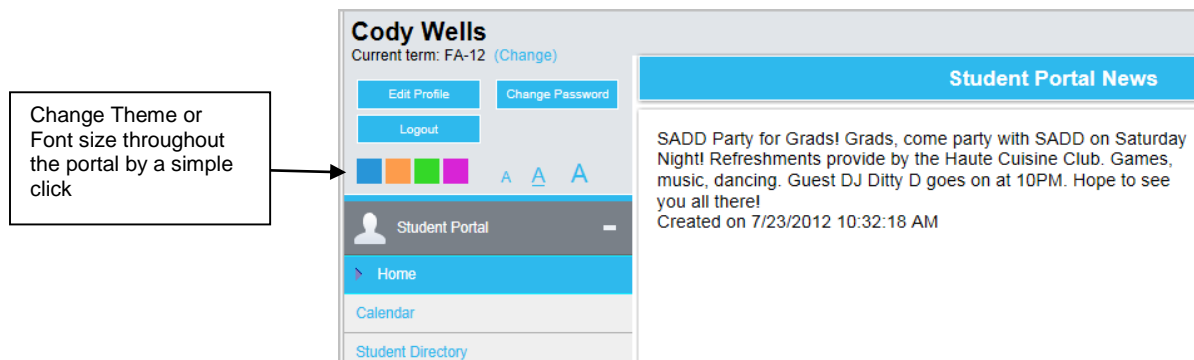 Cody Wells
Current term: FA-12 (Change)
Edit Profile
Change Password
Logout
A A A
Student Portal
Home
Calendar
Student Directory
Change Theme or
Font size throughout
the portal by a simple
click
Student Portal News
SADD Party for Grads! Grads, come party with SADD on Saturday
Night! Refreshments provide by the Haute Cuisine Club. Games,
music, dancing. Guest DJ Ditty D goes on at 10PM. Hope to see
you all there!
Created on 7/23/2012 10:32:18 AM